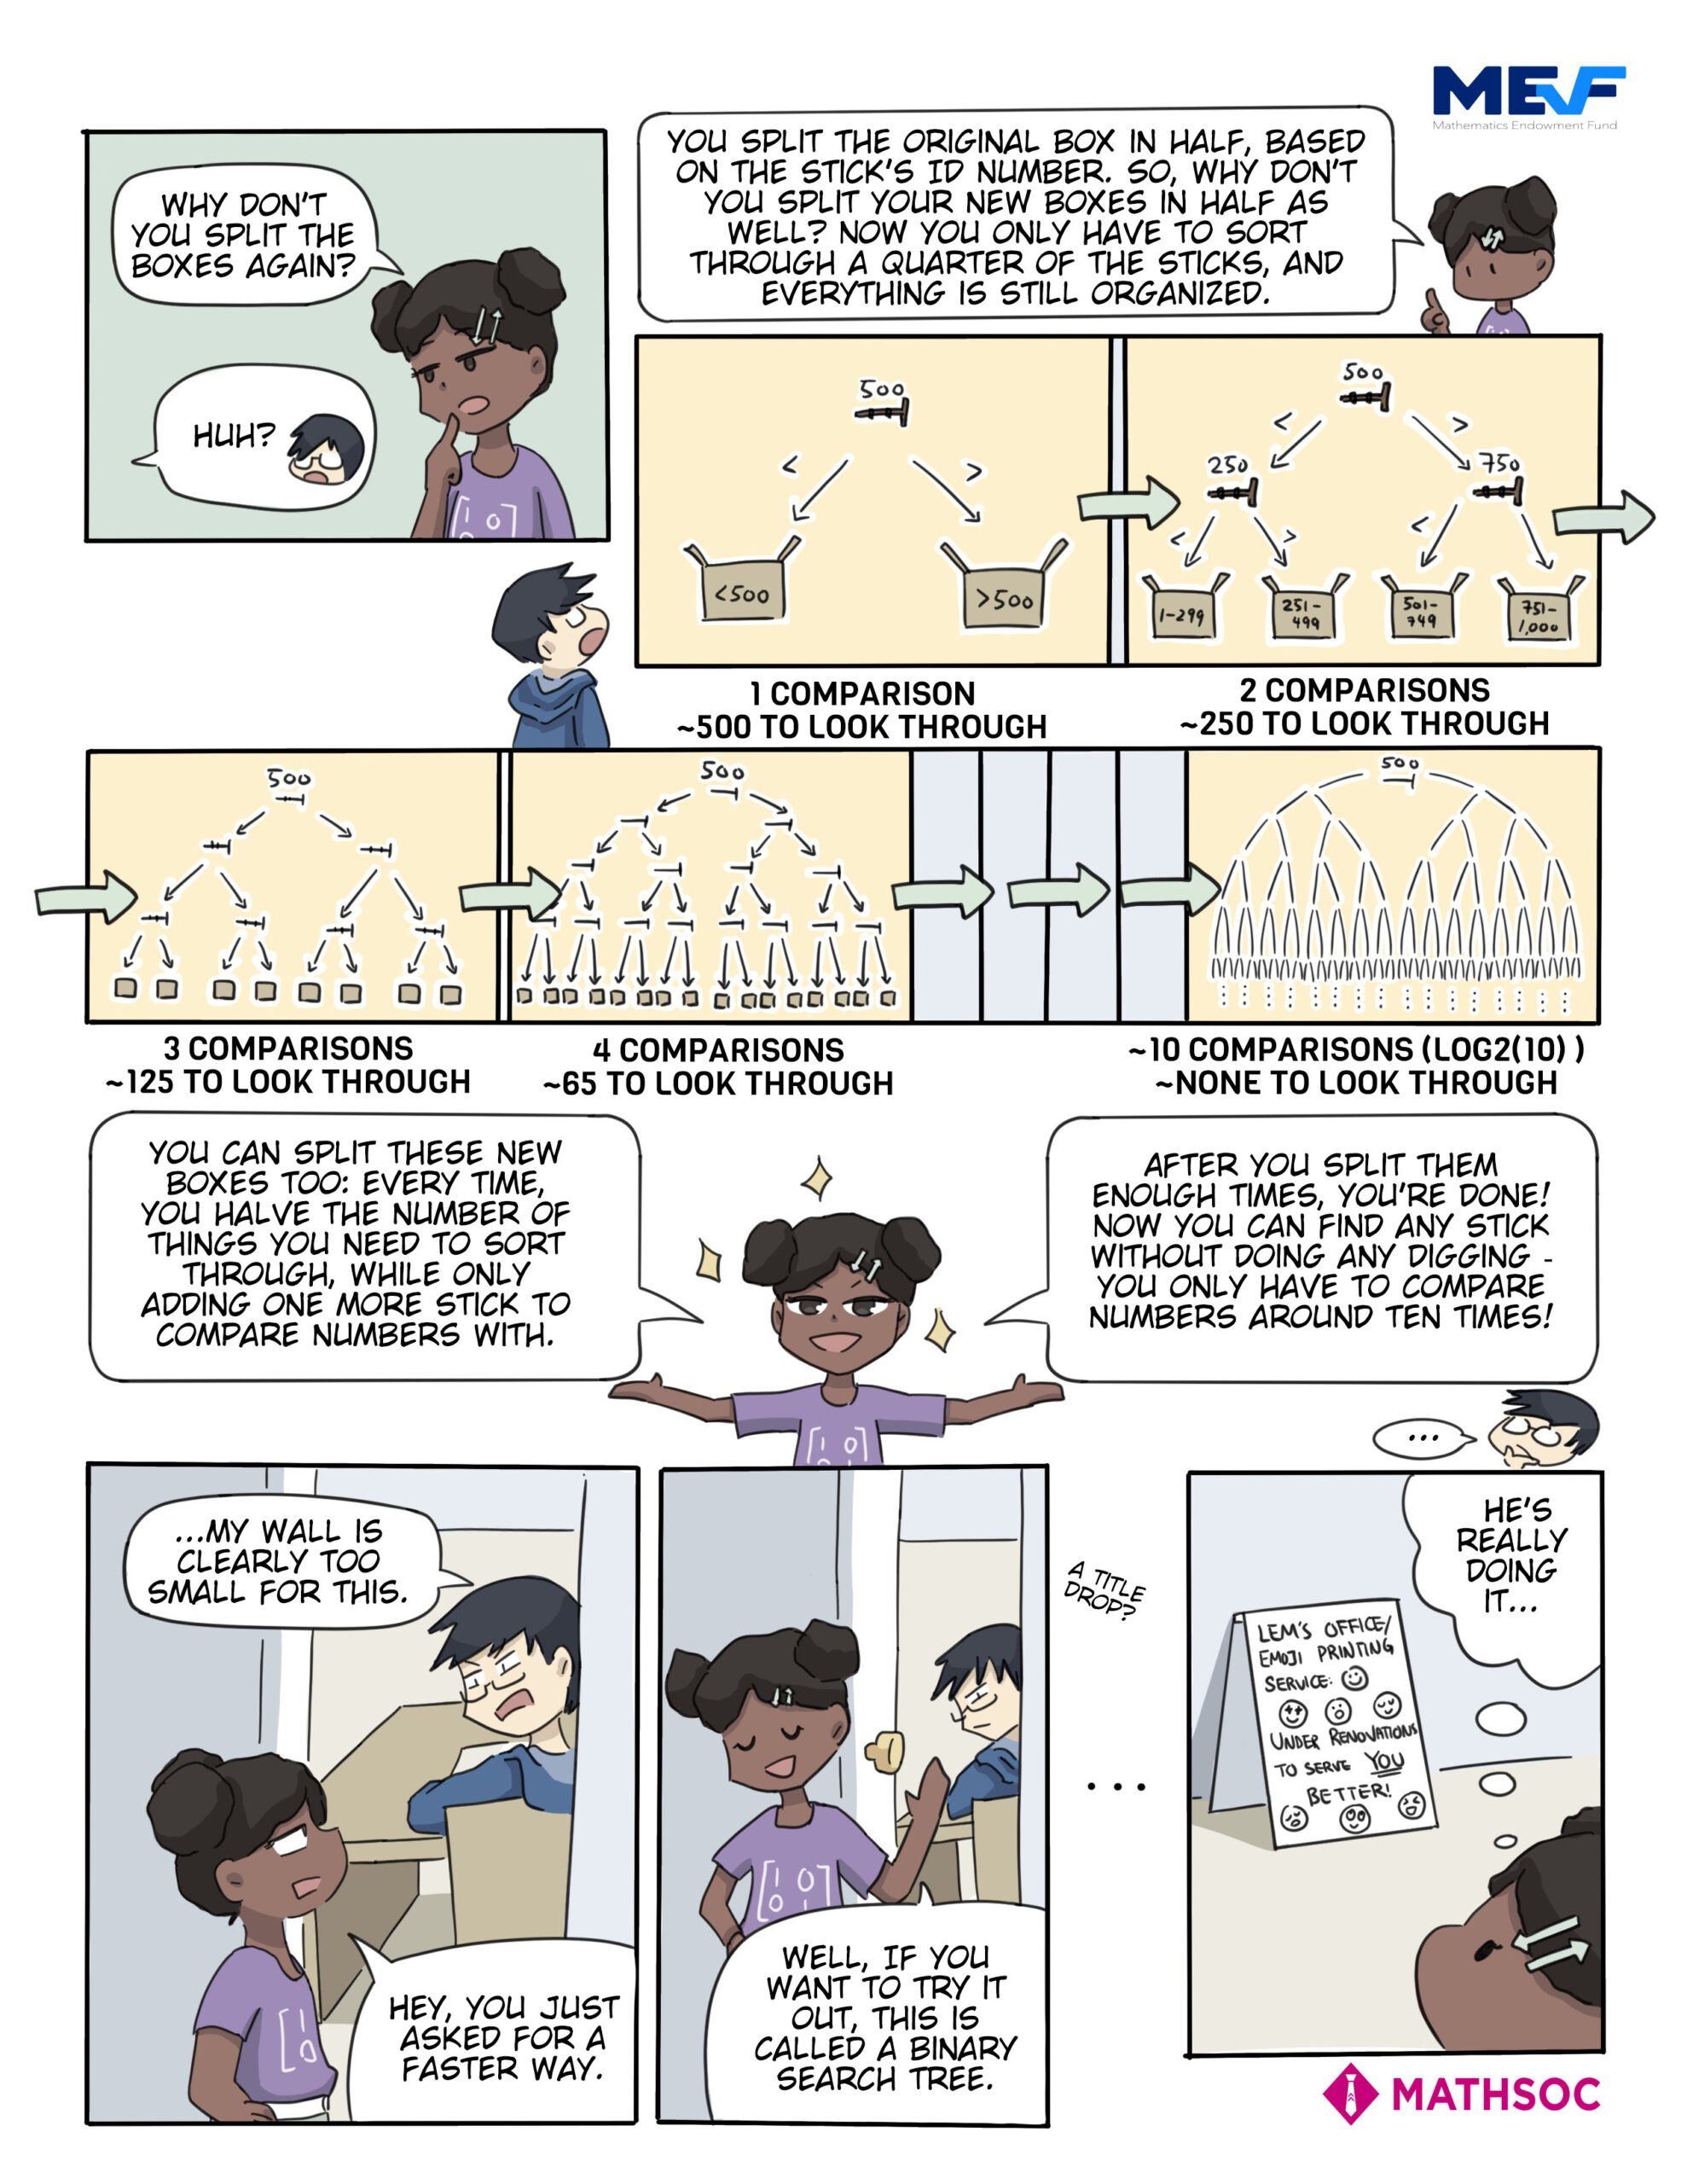 MEF
Mathematics Endowment Fund
WHY DON'T
YOU SPLIT THE
BOXES AGAIN?
HUH?
YOU SPLIT THE ORIGINAL BOX IN HALF, BASED
ON THE STICK'S ID NUMBER. SO, WHY DON'T
YOU SPLIT YOUR NEW BOXES IN HALF AS
WELL? NOW YOU ONLY HAVE TO SORT
THROUGH A QUARTER OF THE STICKS, AND
EVERYTHING IS STILL ORGANIZED.
500
< >
<500 >500
1 COMPARISON
~500 TO LOOK THROUGH
500
< >
250 750
< > <
1-299
251-
499
501-
749
751-
1,000
2 COMPARISONS
~250 TO LOOK THROUGH
500
3 COMPARISONS
~125 TO LOOK THROUGH
500
4 COMPARISONS
~65 TO LOOK THROUGH
500
~10 COMPARISONS (LOG2(10) )
~NONE TO LOOK THROUGH
YOU CAN SPLIT THESE NEW
BOXES TOO: EVERY TIME,
YOU HALVE THE NUMBER OF
THINGS YOU NEED TO SORT
THROUGH, WHILE ONLY
ADDING ONE MORE STICK TO
COMPARE NUMBERS WITH.
[1 0]
AFTER YOU SPLIT THEM
ENOUGH TIMES, YOU'RE DONE!
NOW YOU CAN FIND ANY STICK
WITHOUT DOING ANY DIGGING -
YOU ONLY HAVE TO COMPARE
NUMBERS AROUND TEN TIMES!
...
...MY WALL IS
CLEARLY TOO
SMALL FOR THIS.
HEY, YOU JUST
ASKED FOR A
FASTER WAY.
WELL, IF YOU
WANT TO TRY IT
OUT, THIS IS
CALLED A BINARY
SEARCH TREE.
A TITLE
DROP?
...
HE'S
REALLY
DOING
IT...
LEM'S OFFICE/
EMOJI PRINTING
SERVICE:
UNDER RENOVATIONS
TO SERVE YOU
BETTER!
MATHSOC